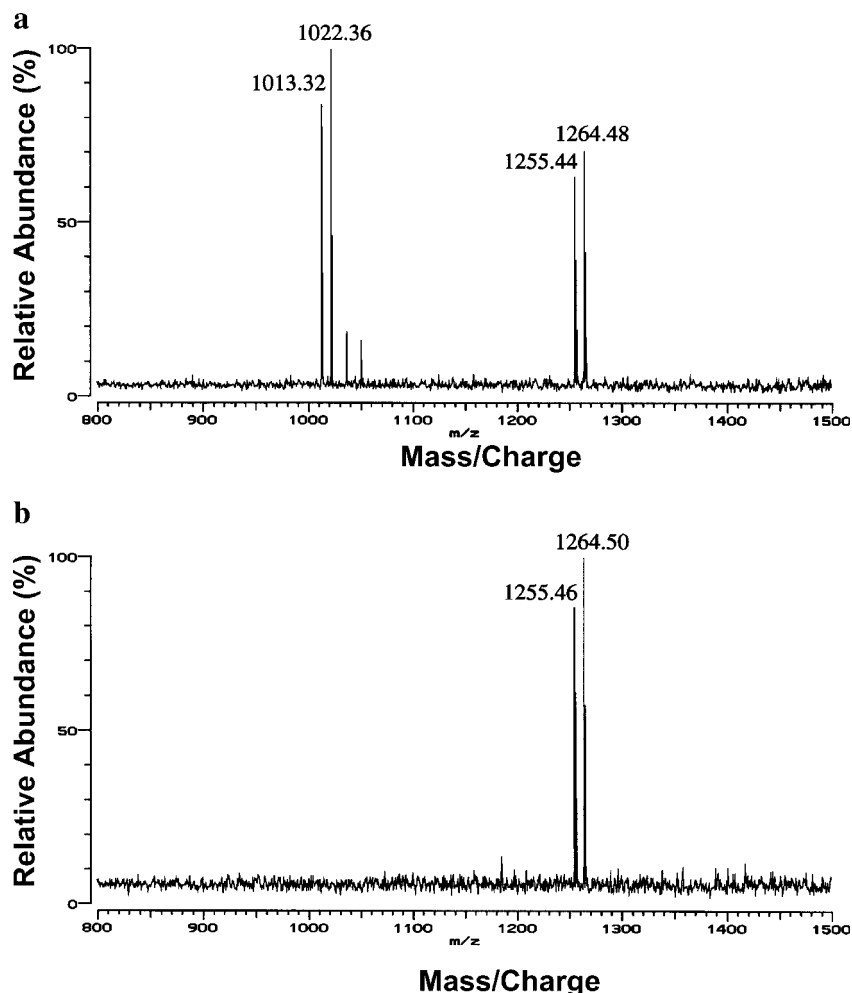 a
Relative Abundance (%)
100
50
0
1022.36
1013.32
1264.48
1255.44
800 900 1000 1100 1200 1300 1400 1500
m/z
Mass/Charge
b
Relative Abundance (%)
100
50
0
1264.50
1255.46
800 900 1000 1100 1200 1300 1400 1500
m/z
Mass/Charge